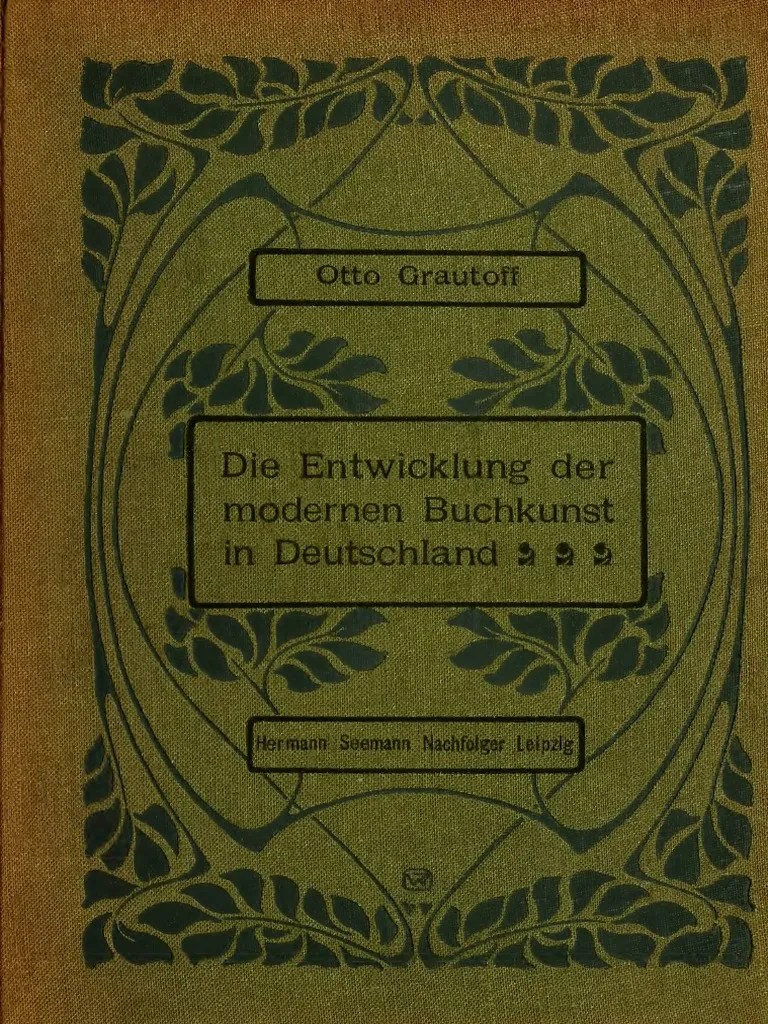 Otto Grautoff
Die Entwicklung der
modernen Buchkunst
in Deutschland
Hermann Seemann Nachfolger Leipzig